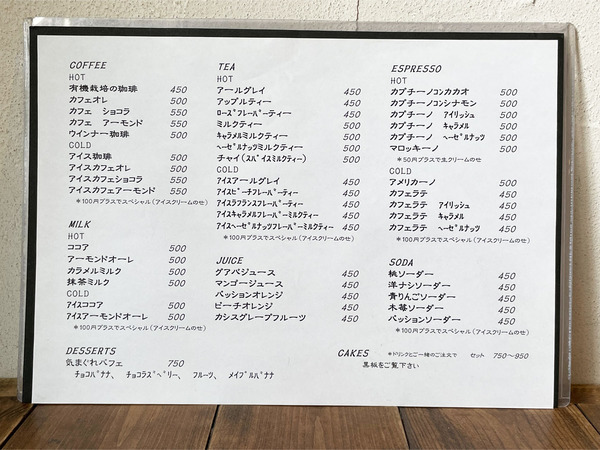 COFFEE
HOT
有機栽培の珈琲 450
カフェオレ 500
カフェ ショコラ 550
カフェ アーモンド 550
ウインナー珈琲 500
COLD
アイス珈琲 500
アイスカフェオレ 500
アイスカフェショコラ 550
アイスカフェアーモンド 550
*100円プラスでスペシャル(アイスクリームのせ)
MILK
HOT
ココア 500
アーモンドオーレ 500
カラメルミルク 500
抹茶ミルク 500
COLD
アイスココア 500
アイスアーモンドオーレ 500
*100円プラスでスペシャル(アイスクリームのせ)
TEA
HOT
アールグレイ 450
アップルティー 450
ローズフレーバーティー 450
ミルクティー 500
キャラメルミルクティー 500
ヘーゼルナッツミルクティー 500
チャイ(スパイスミルクティー) 500
COLD
アイスアールグレイ 450
アイスピーチフレーバーティー 450
アイスラフランスフレーバーティー 450
アイスキャラメルフレーバーミルクティー 450
アイスヘーゼルナッツフレーバーミルクティー 450
*100円プラスでスペシャル(アイスクリームのせ)
JUICE
グアバジュース 450
マンゴージュース 450
パッションオレンジ 450
ピーチオレンジ 450
カシスグレープフルーツ 450
ESPRESSO
HOT
カプチーノコンカカオ 500
カプチーノコンシナモン 500
カプチーノ アイリッシュ 500
カプチーノ キャラメル 500
カプチーノ ヘーゼルナッツ 500
マロッキーノ 500
*50円プラスで生クリームのせ
COLD
アメリカーノ 500
カフェラテ 450
カフェラテ アイリッシュ 450
カフェラテ キャラメル 450
カフェラテ ヘーゼルナッツ 450
*100円プラスでスペシャル(アイスクリームのせ)
SODA
桃ソーダー 450
洋ナシソーダー 450
青りんごソーダー 450
木苺ソーダー 450
パッションソーダー 450
*100円プラスでスペシャル(アイスクリームのせ)
DESSERTS
気まぐれパフェ 750
チョコバナナ、 チョコラズベリー、 フルーツ、 メイプルバナナ
CAKES *ドリンクとご一緒のご注文で セット 750〜950
黒板をご覧下さい